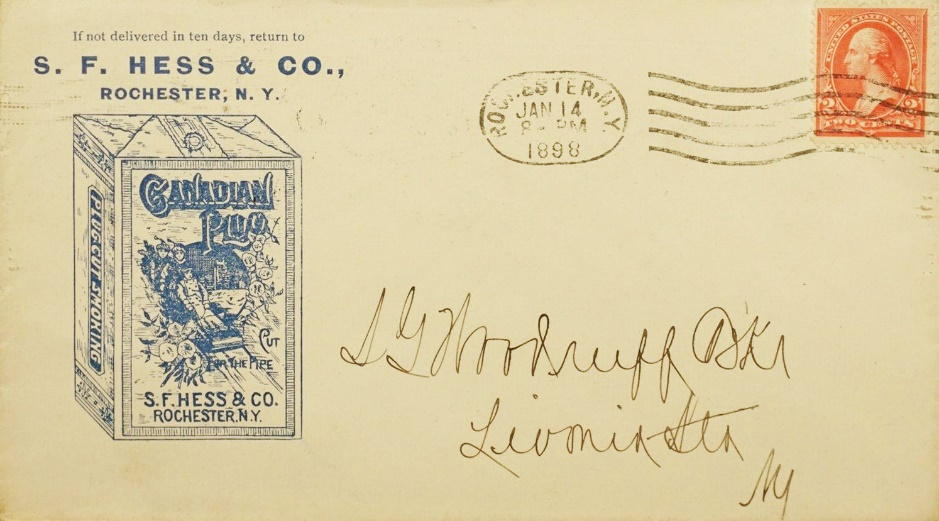 If not delivered in ten days, return to
S. F. HESS & CO.,
ROCHESTER, N. Y.
CANADIAN
PLUG
CUT
FOR THE PIPE
S.F. HESS & CO.
ROCHESTER, N.Y.
PLUG CUT SMOKING
ROCHESTER, N.Y.
JAN 14
8 - PM
1898
UNITED STATES POSTAGE
2 2
TWO CENTS
S G Woodruff Bkr
Livonia Sta
NY